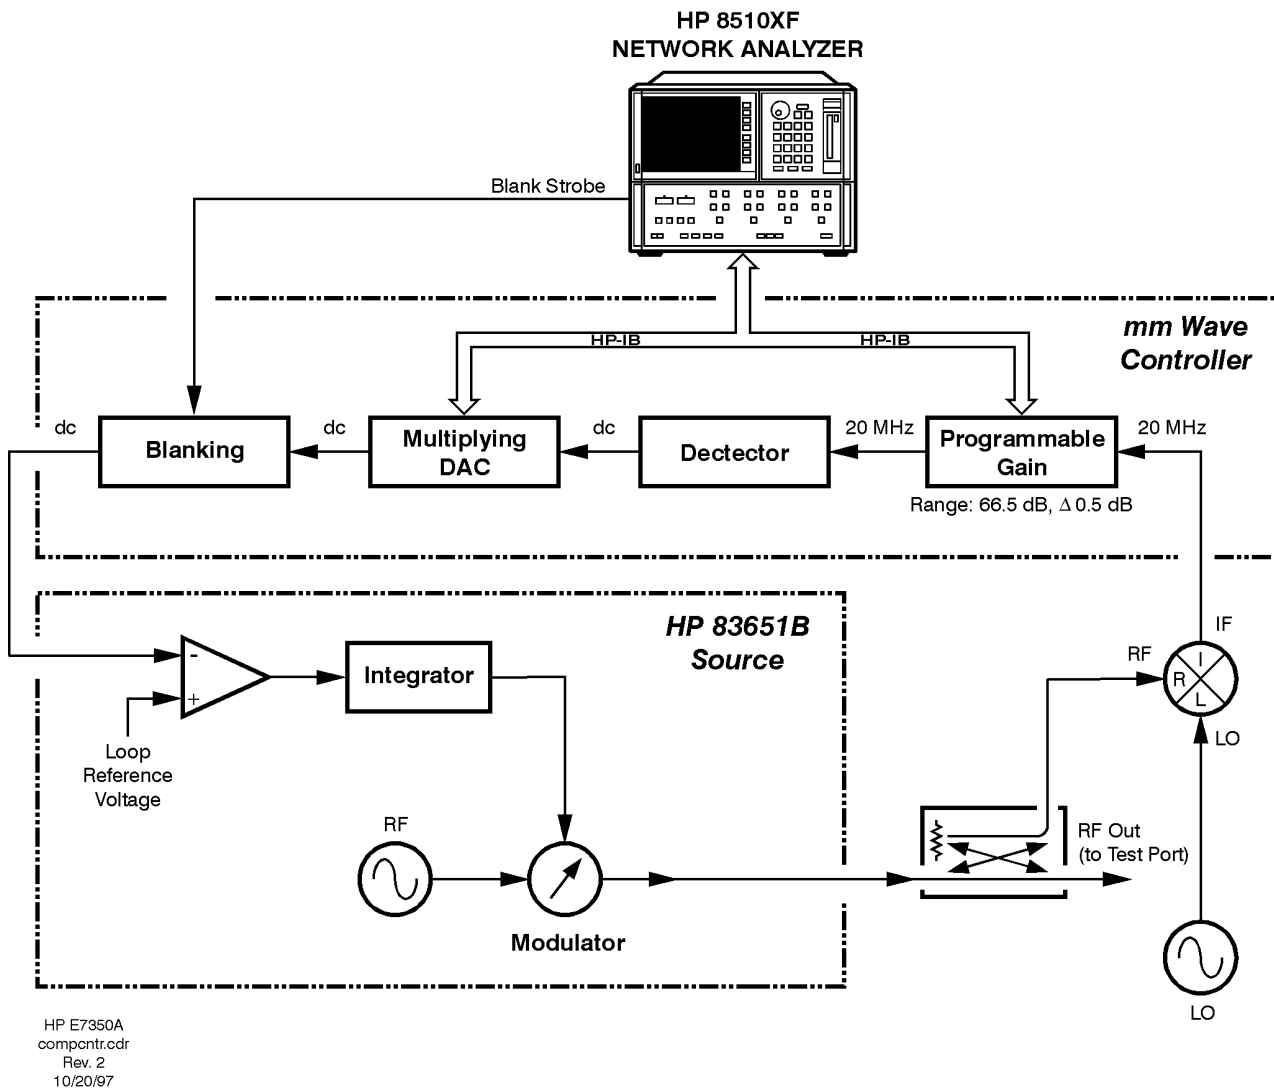 HP 8510XF
NETWORK ANALYZER
Blank Strobe
mm Wave
Controller
HP-IB
HP-IB
dc
Blanking
dc
Multiplying
DAC
dc
Dectector
20 MHz
Programmable
Gain
20 MHz
Range: 66.5 dB, Δ 0.5 dB
HP 83651B
Source
-
+
Integrator
Loop
Reference
Voltage
RF
Modulator
IF
RF
I
R
L
LO
RF Out
(to Test Port)
LO
HP E7350A
compcntr.cdr
Rev. 2
10/20/97